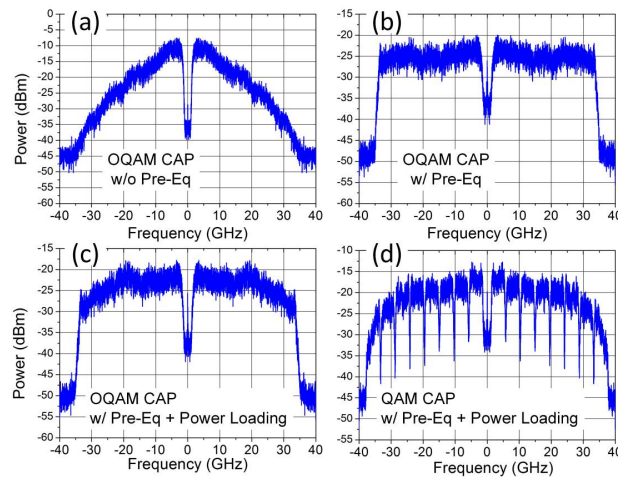 (a)
-5
-10
-15
-20
-25
-30
-35
-40
-45
-50
-55
-60
Power (dBm)
OQAM CAP
w/o Pre-Eq
-40 -30 -20 -10 0 10 20 30 40
Frequency (GHz)
(b)
-15
-20
-25
-30
-35
-40
-45
-50
-55
-60
OQAM CAP
w/ Pre-Eq
-40 -30 -20 -10 0 10 20 30 40
Frequency (GHz)
(c)
-15
-20
-25
-30
-35
-40
-45
-50
-55
-60
Power (dBm)
OQAM CAP
w/ Pre-Eq + Power Loading
-40 -30 -20 -10 0 10 20 30 40
Frequency (GHz)
(d)
-10
-15
-20
-25
-30
-35
-40
-45
-50
-55
QAM CAP
w/ Pre-Eq + Power Loading
-40 -30 -20 -10 0 10 20 30 40
Frequency (GHz)